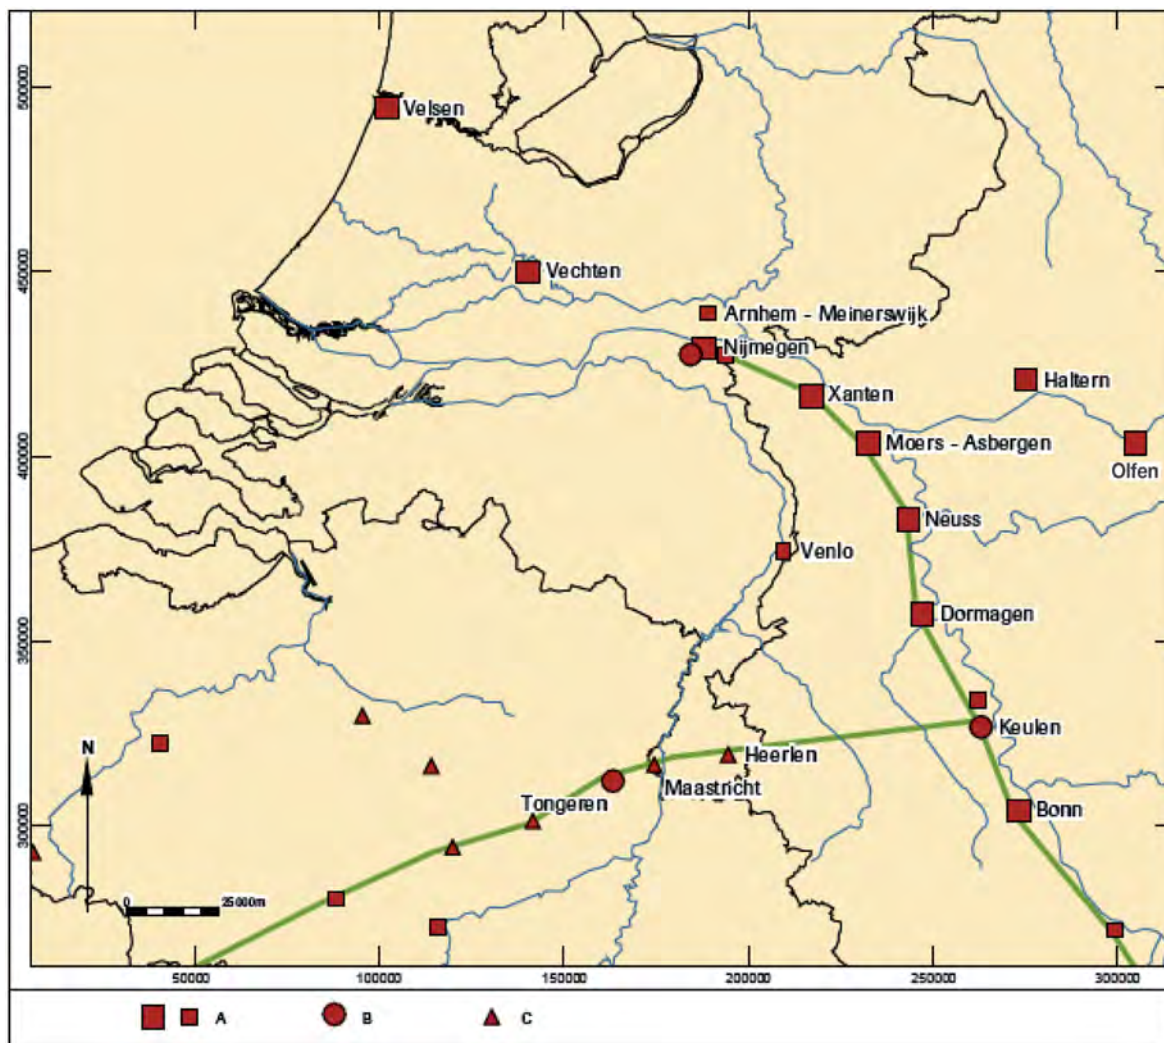 500000
450000
400000
350000
300000
Velsen
Vechten
Arnhem - Meinerswijk
Nijmegen
Xanten
Haltern
Moers - Asbergen
Olfen
Neuss
Venlo
Dormagen
Keulen
Heerlen
Maastricht
Tongeren
Bonn
N
0 25000m
50000 100000 150000 200000 250000 300000
A B C